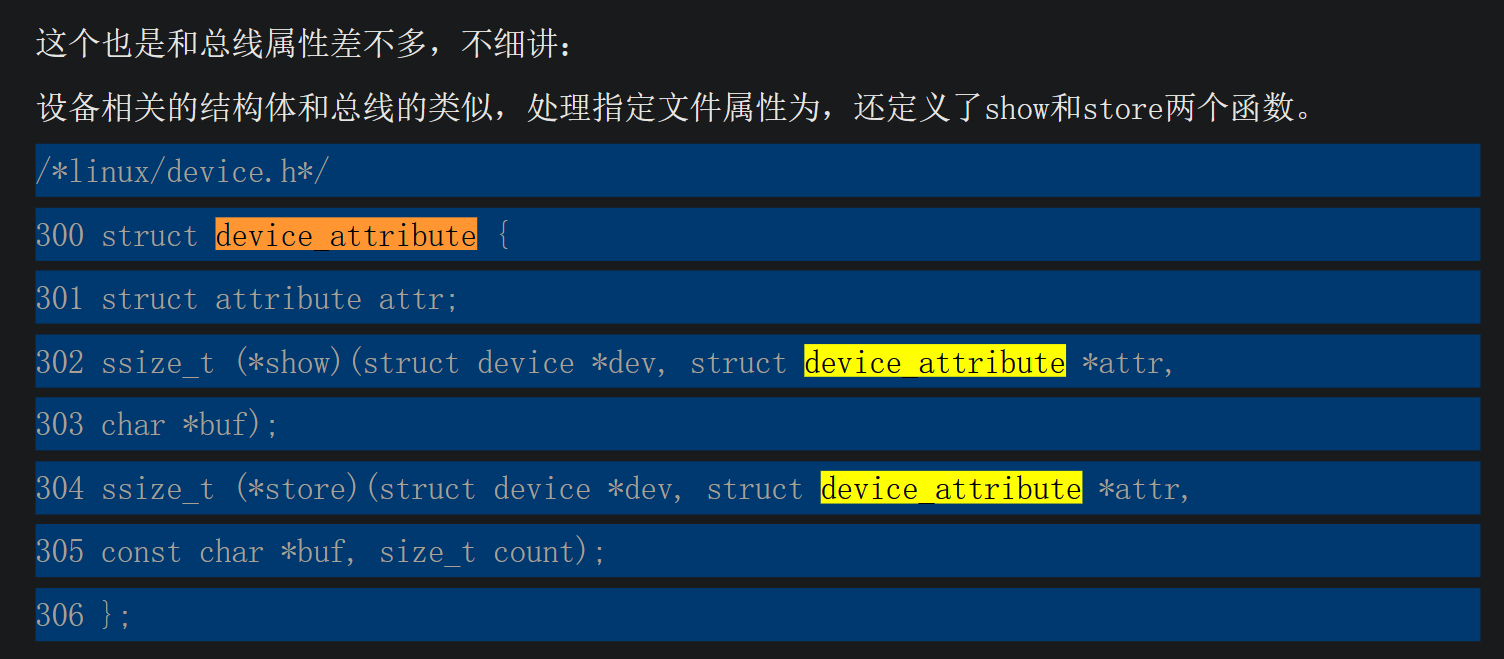 这个也是和总线属性差不多，不细讲：
设备相关的结构体和总线的类似，处理指定文件属性为，还定义了show和store两个函数。
/*linux/device.h*/
300 struct device_attribute {
301 struct attribute attr;
302 ssize_t (*show)(struct device *dev, struct device_attribute *attr,
303 char *buf);
304 ssize_t (*store)(struct device *dev, struct device_attribute *attr,
305 const char *buf, size_t count);
306 };